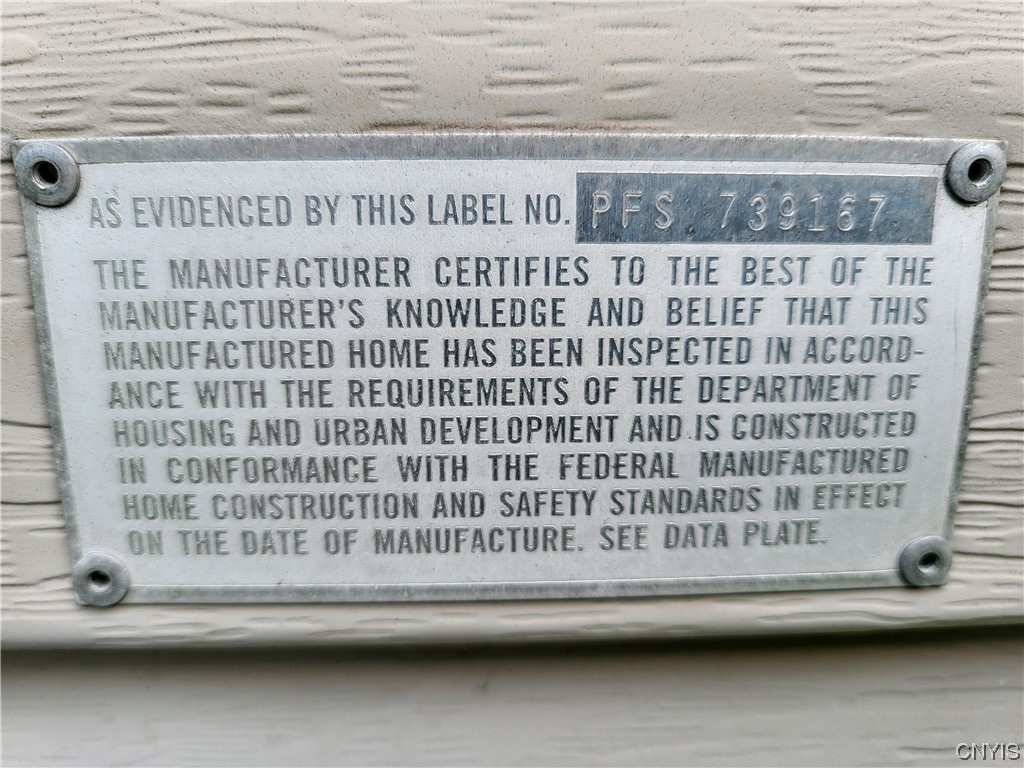 AS EVIDENCED BY THIS LABEL NO. PFS 739167
THE MANUFACTURER CERTIFIES TO THE BEST OF THE
MANUFACTURER'S KNOWLEDGE AND BELIEF THAT THIS
MANUFACTURED HOME HAS BEEN INSPECTED IN ACCORD-
ANCE WITH THE REQUIREMENTS OF THE DEPARTMENT OF
HOUSING AND URBAN DEVELOPMENT AND IS CONSTRUCTED
IN CONFORMANCE WITH THE FEDERAL MANUFACTURED
HOME CONSTRUCTION AND SAFETY STANDARDS IN EFFECT
ON THE DATE OF MANUFACTURE. SEE DATA PLATE.
CNYIS